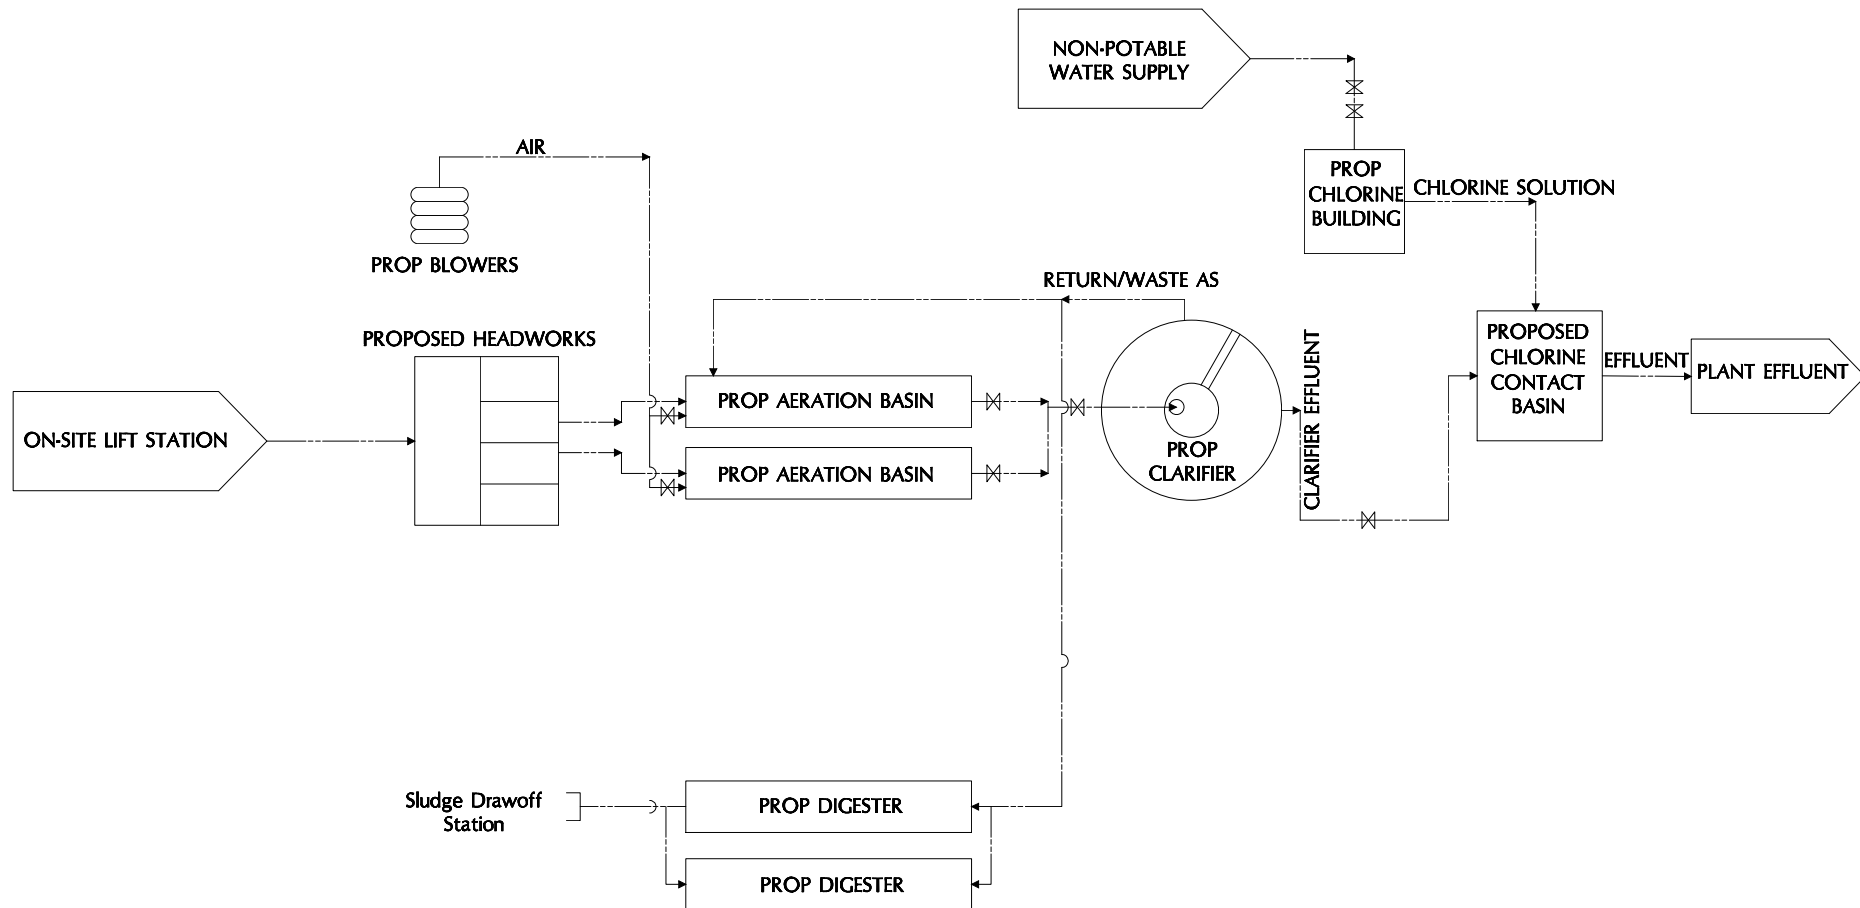 NON-POTABLE
WATER SUPPLY
AIR
PROP
CHLORINE
BUILDING
CHLORINE SOLUTION
PROP BLOWERS
RETURN/WASTE AS
PROPOSED HEADWORKS
CLARIFIER EFFLUENT
PROPOSED
CHLORINE
CONTACT
BASIN
EFFLUENT
PLANT EFFLUENT
ON-SITE LIFT STATION
PROP AERATION BASIN
PROP AERATION BASIN
PROP
CLARIFIER
Sludge Drawoff
Station
PROP DIGESTER
PROP DIGESTER